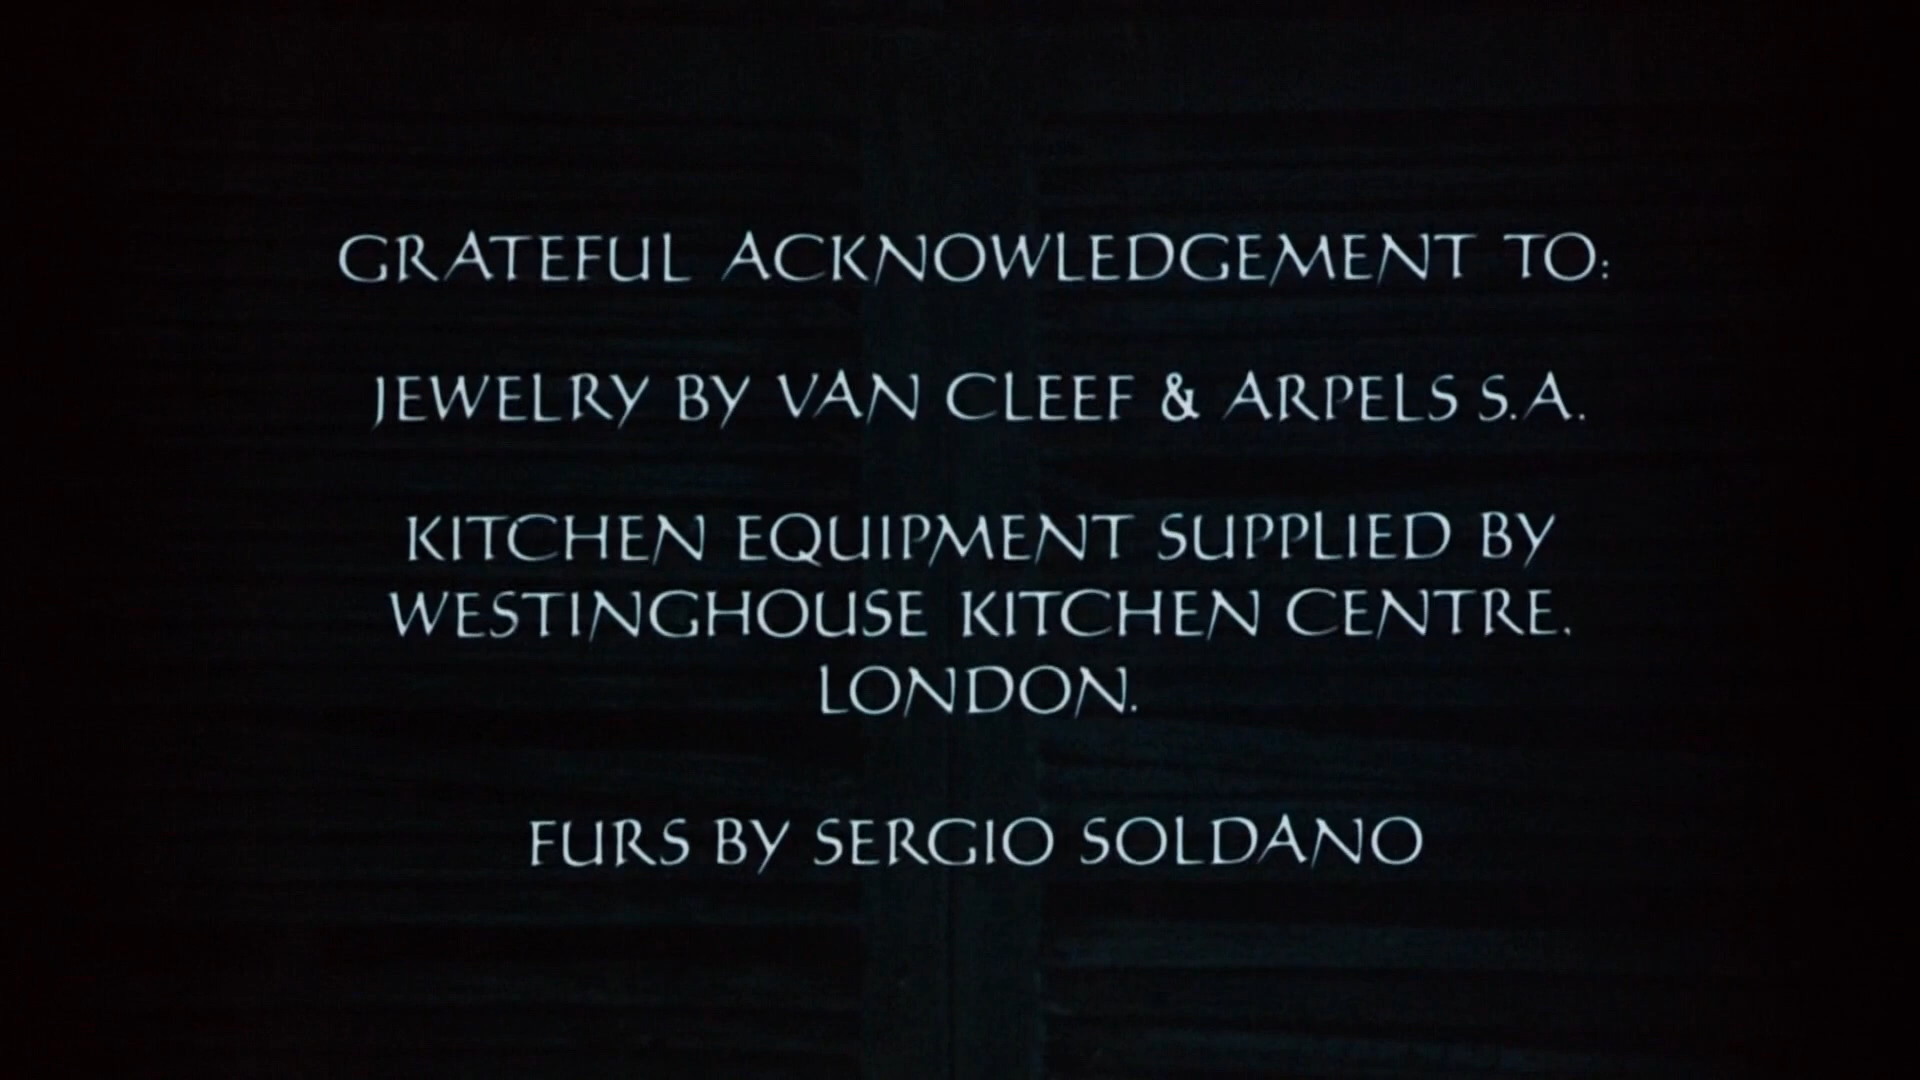 GRATEFUL ACKNOWLEDGEMENT TO:
JEWELRY BY VAN CLEEF & ARPELS S.A.
KITCHEN EQUIPMENT SUPPLIED BY
WESTINGHOUSE KITCHEN CENTRE.
LONDON.
FURS BY SERGIO SOLDANO